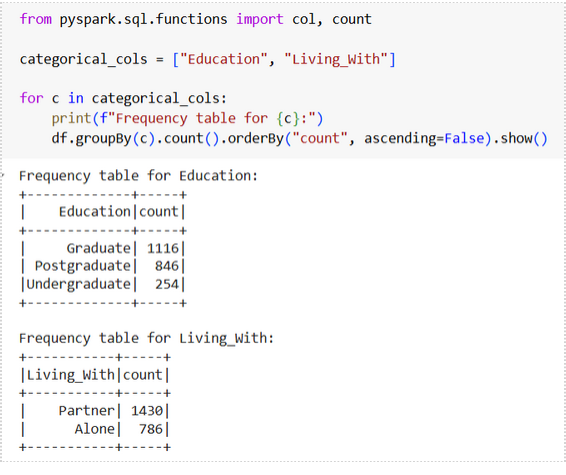 from pyspark.sql.functions import col, count
categorical_cols = ["Education", "Living_With"]
for c in categorical_cols:
    print(f"Frequency table for {c}:")
    df.groupBy(c).count().orderBy("count", ascending=False).show()
Frequency table for Education:
+-------------+-----+
|    Education|count|
+-------------+-----+
|     Graduate| 1116|
| Postgraduate|  846|
|Undergraduate|  254|
+-------------+-----+
Frequency table for Living_With:
+-----------+-----+
|Living_With|count|
+-----------+-----+
|    Partner| 1430|
|      Alone|  786|
+-----------+-----+